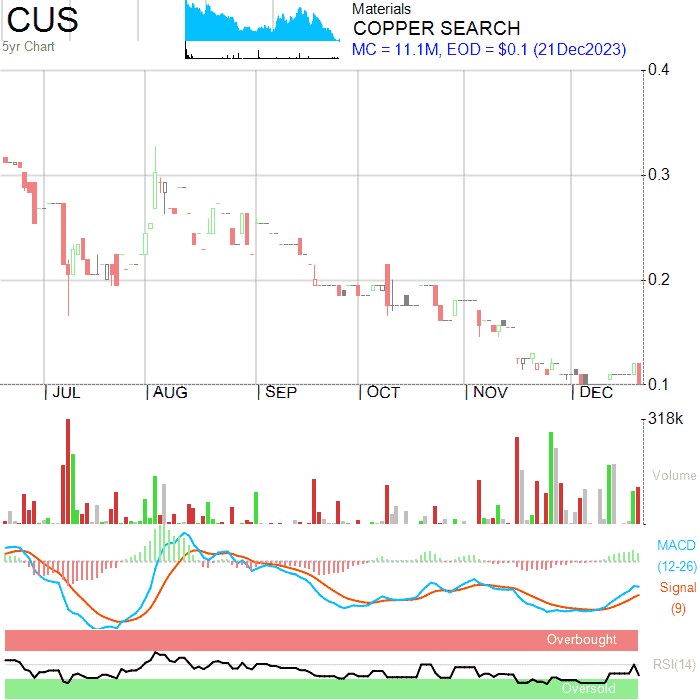 CUS
5yr Chart
Materials
COPPER SEARCH
MC = 11.1M, EOD = $0.1 (21Dec2023)
0.4
0.3
0.2
0.1
JUL AUG SEP OCT NOV DEC
318k
Volume
MACD
(12-26)
Signal
(9)
Overbought
RSI(14)
Oversold